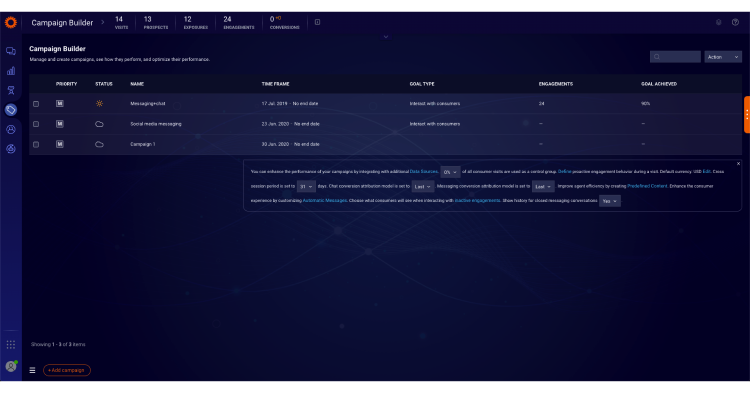 Campaign Builder > 14 13 12 24 0
VISITS PROSPECTS EXPOSURES ENGAGEMENTS CONVERSIONS
Campaign Builder
Manage and create campaigns, see how they perform, and optimize their performance.
Action
PRIORITY STATUS NAME TIME FRAME GOAL TYPE ENGAGEMENTS GOAL ACHIEVED
M Messaging+chat 17 Jul. 2019 - No end date Interact with consumers 24 90%
M Social media messaging 23 Jun. 2020 - No end date Interact with consumers – –
M Campaign 1 30 Jun. 2020 - No end date – –
You can enhance the performance of your campaigns by integrating with additional Data Sources. 0% of all consumer visits are used as a control group. Define proactive engagement behavior during a visit. Default currency: USD Edit. Cross
session period is set to 31 days. Chat conversion attribution model is set to Last Messaging conversion attribution model is set to Last . Improve agent efficiency by creating Predefined Content. Enhance the consumer
experience by customizing Automatic Messages. Choose what consumers will see when interacting with inactive engagements. Show history for closed messaging conversations Yes
Showing 1 - 3 of 3 items
+Add campaign